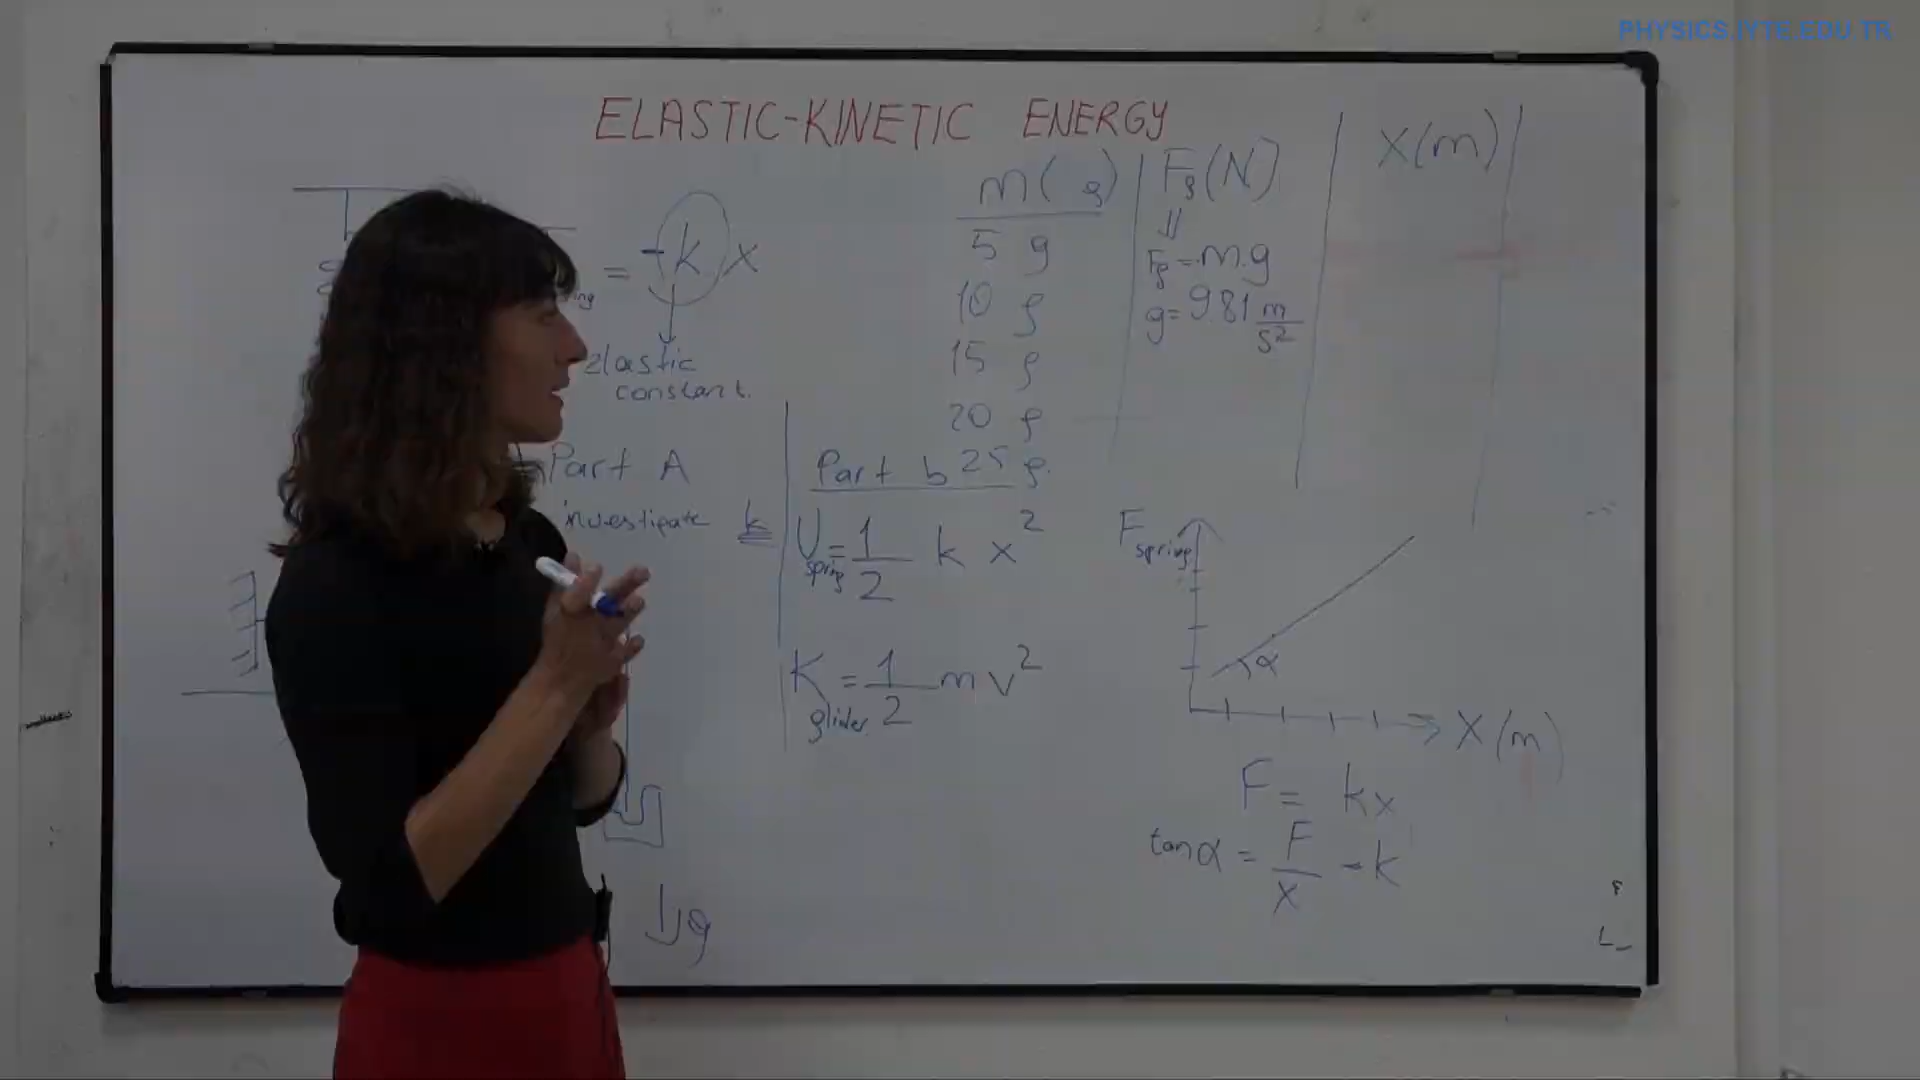 PHYSICS.IYTE.EDU.TR
ELASTIC-KINETIC ENERGY
= -k x
elastic
constant.
Part A
investigate k
m(g) Fg(N) X(m)
5 g
10 g
15 g
20 g
25 g.
Fg = m.g
g = 9.81 m/s2
Part b
U spring = 1/2 k x2
K glider = 1/2 m v2
g
F spring
α
X (m)
F = kx
tanα = F/x = k